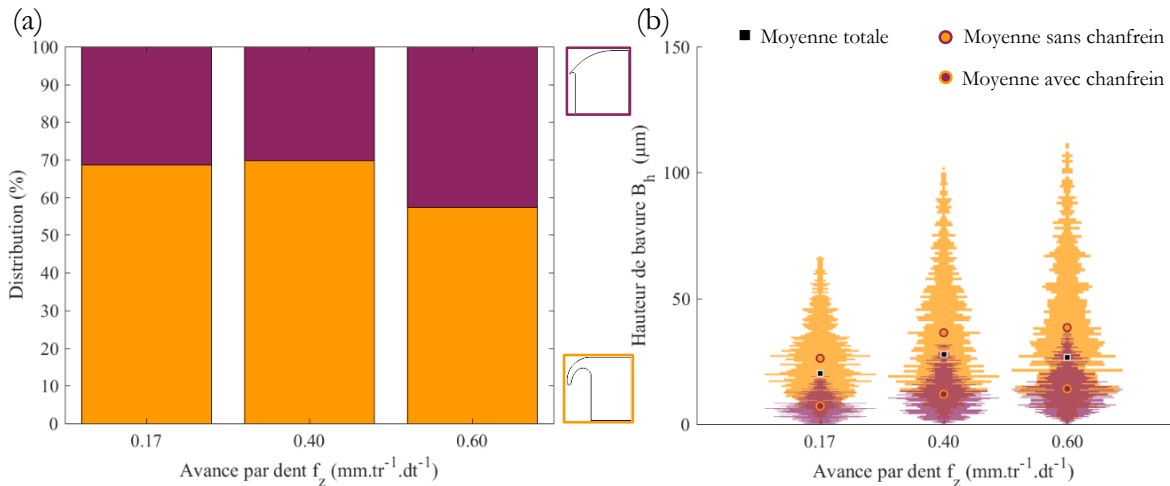 (a)
100
90
80
70
60
50
40
30
20
10
0
Distribution (%)
0.17 0.40 0.60
Avance par dent f_z (mm.tr^-1.dt^-1)
(b)
Moyenne totale
Moyenne sans chanfrein
Moyenne avec chanfrein
150
100
50
0
Hauteur de bavure B_h (μm)
0.17 0.40 0.60
Avance par dent f_z (mm.tr^-1.dt^-1)